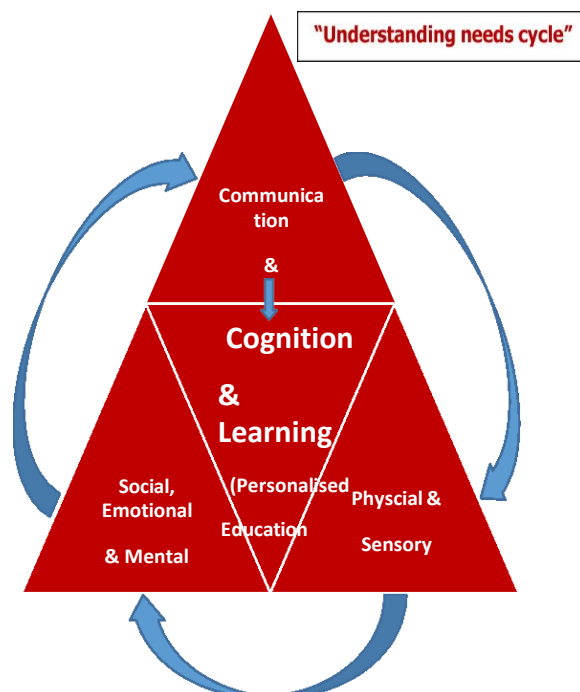 “Understanding needs cycle”
Communica
tion
&
Cognition
&
Learning
(Personalised
Education
Social,
Emotional
& Mental
Physcial &
Sensory